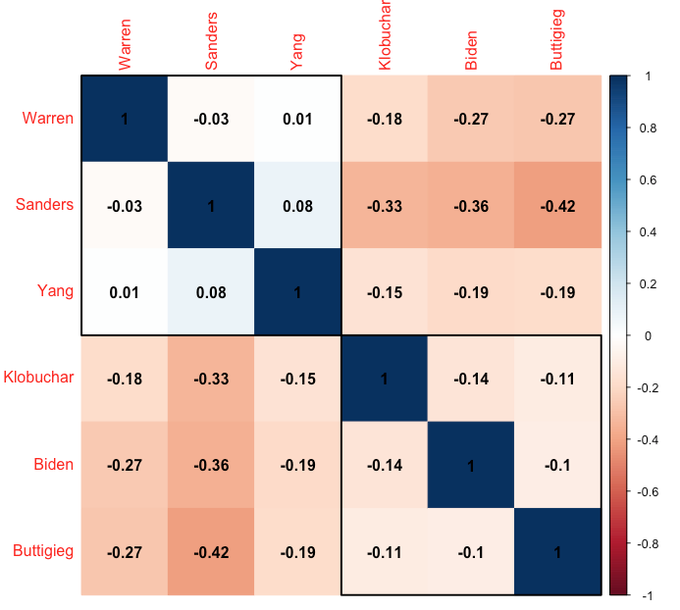 Warren Sanders Yang Klobuchar Biden Buttigieg
Warren 1 -0.03 0.01 -0.18 -0.27 -0.27
Sanders -0.03 1 0.08 -0.33 -0.36 -0.42
Yang 0.01 0.08 1 -0.15 -0.19 -0.19
Klobuchar -0.18 -0.33 -0.15 1 -0.14 -0.11
Biden -0.27 -0.36 -0.19 -0.14 1 -0.1
Buttigieg -0.27 -0.42 -0.19 -0.11 -0.1 1
1
0.8
0.6
0.4
0.2
0
-0.2
-0.4
-0.6
-0.8
-1